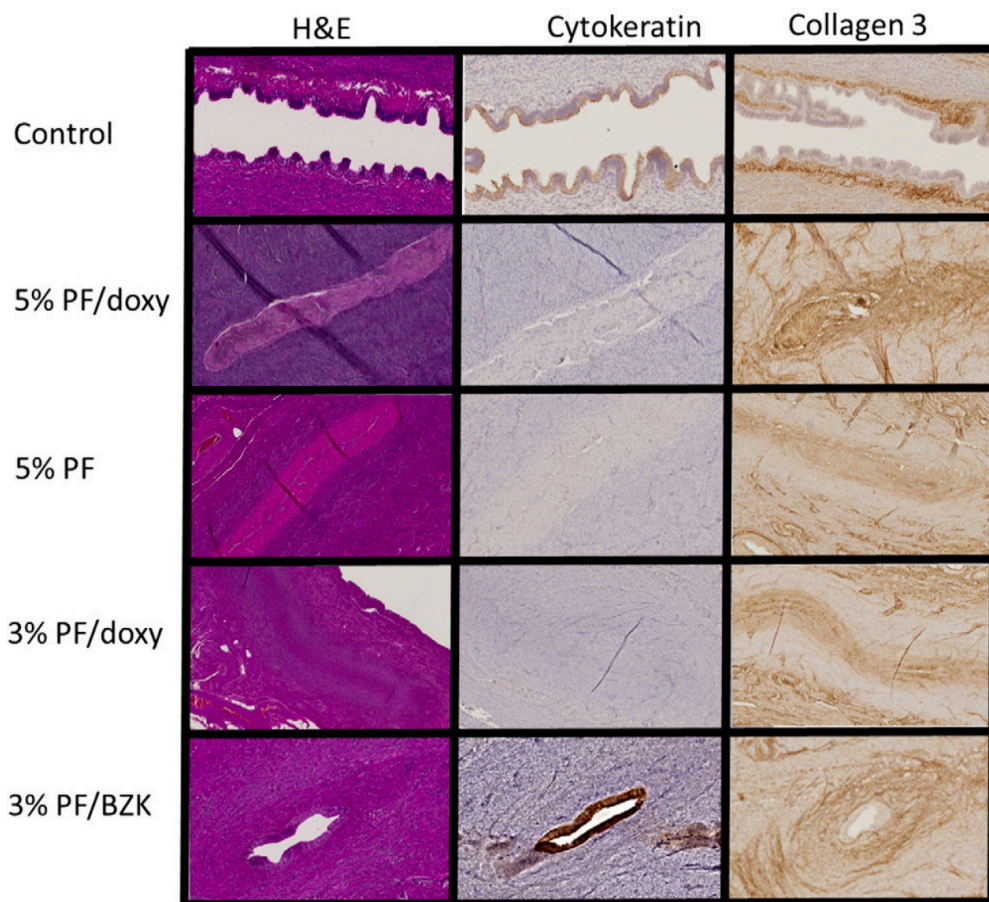 H&E Cytokeratin Collagen 3
Control
5% PF/doxy
5% PF
3% PF/doxy
3% PF/BZK